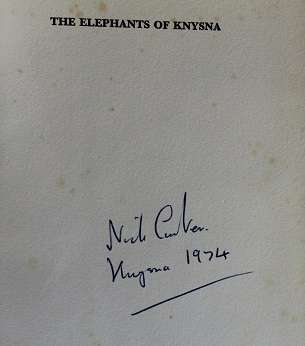 THE ELEPHANTS OF KNYSNA
Nick Carter.
Knysna 1974